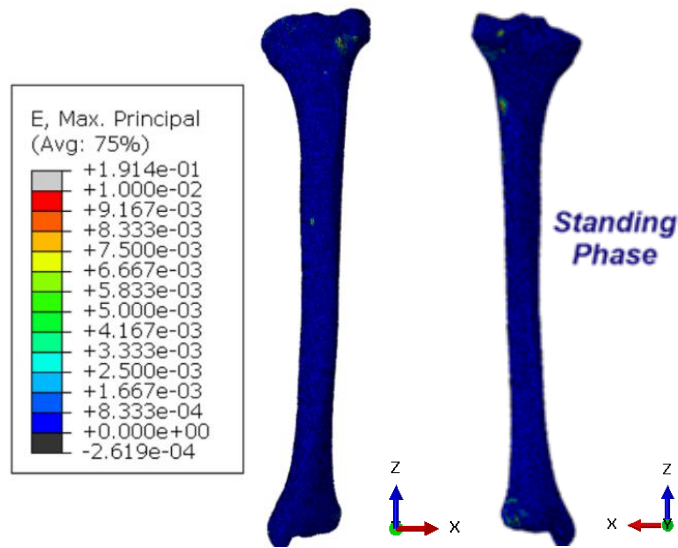 E, Max. Principal
(Avg: 75%)
+1.914e-01
+1.000e-02
+9.167e-03
+8.333e-03
+7.500e-03
+6.667e-03
+5.833e-03
+5.000e-03
+4.167e-03
+3.333e-03
+2.500e-03
+1.667e-03
+8.333e-04
+0.000e+00
-2.619e-04
Standing
Phase
Z
X
Z
X
Y